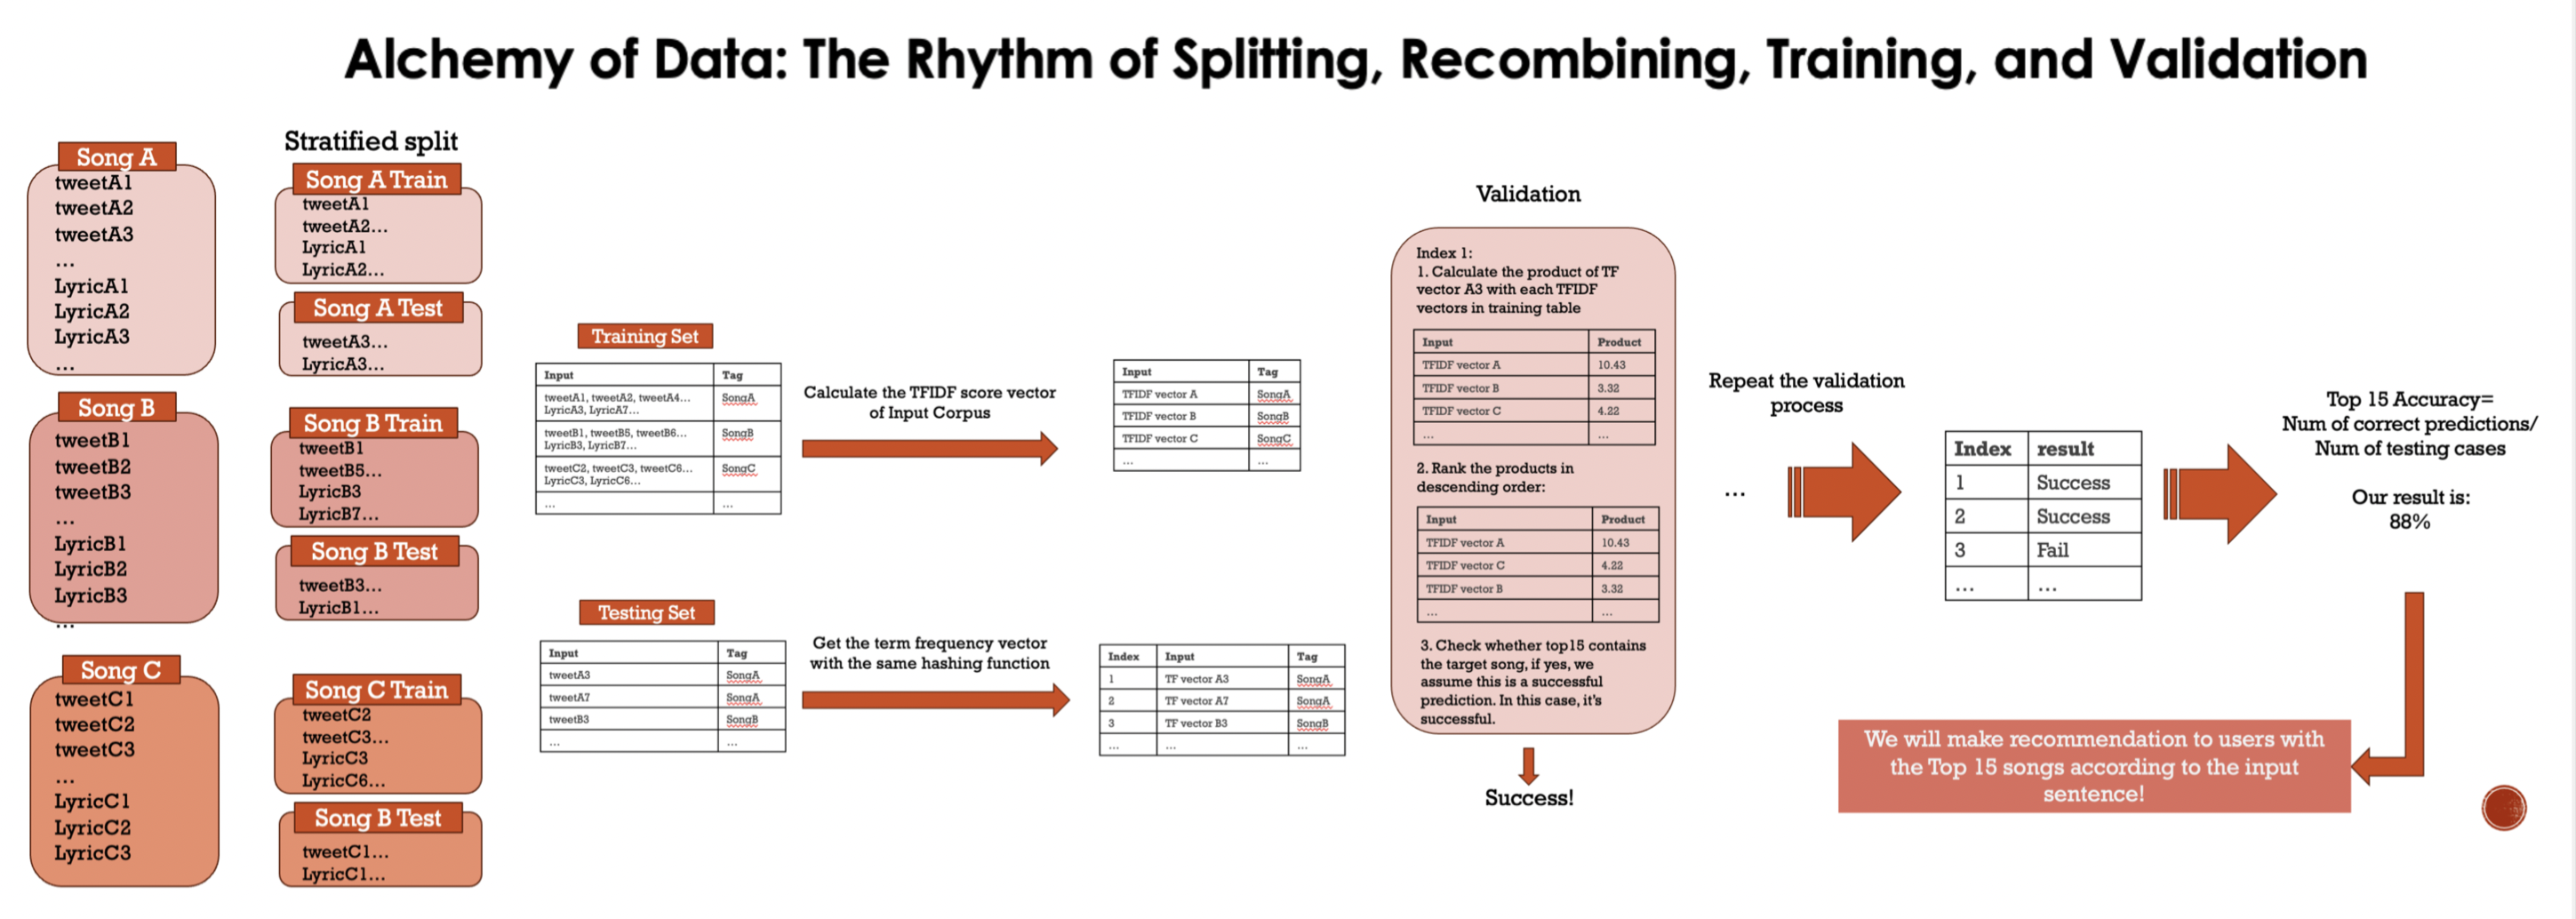 Alchemy of Data: The Rhythm of Splitting, Recombining, Training, and Validation
Song A
tweetA1
tweetA2
tweetA3
...
LyricA1
LyricA2
LyricA3
...
Song B
tweetB1
tweetB2
tweetB3
...
LyricB1
LyricB2
LyricB3
...
Song C
tweetC1
tweetC2
tweetC3
...
LyricC1
LyricC2
LyricC3
Stratified split
Song A Train
tweetA1
tweetA2...
LyricA1
LyricA2...
Song A Test
tweetA3...
LyricA3...
Song B Train
tweetB1
tweetB5...
LyricB3
LyricB7...
Song B Test
tweetB3...
LyricB1...
Song C Train
tweetC2
tweetC3...
LyricC3
LyricC6...
Song B Test
tweetC1...
LyricC1...
Training Set
Input Tag
tweetA1, tweetA2, tweetA4... SongA
LyricA3, LyricA7...
tweetB1, tweetB5, tweetB6... SongB
LyricB3, LyricB7...
tweetC2, tweetC3, tweetC6... SongC
LyricC3, LyricC6...
... ...
Calculate the TFIDF score vector
of Input Corpus
Input Tag
TFIDF vector A SongA
TFIDF vector B SongB
TFIDF vector C SongC
... ...
Testing Set
Input Tag
tweetA3 SongA
tweetA7 SongA
tweetB3 SongB
... ...
Get the term frequency vector
with the same hashing function
Index Input Tag
1 TF vector A3 SongA
2 TF vector A7 SongA
3 TF vector B3 SongB
... ... ...
Validation
Index 1:
1. Calculate the product of TF
vector A3 with each TFIDF
vectors in training table
Input Product
TFIDF vector A 10.43
TFIDF vector B 3.32
TFIDF vector C 4.22
... ...
2. Rank the products in
descending order:
Input Product
TFIDF vector A 10.43
TFIDF vector C 4.22
TFIDF vector B 3.32
... ...
3. Check whether top15 contains
the target song, if yes, we
assume this is a successful
prediction. In this case, it's
successful.
Success!
Repeat the validation
process
...
Index result
1 Success
2 Success
3 Fail
... ...
Top 15 Accuracy=
Num of correct predictions/
Num of testing cases
Our result is:
88%
We will make recommendation to users with
the Top 15 songs according to the input
sentence!